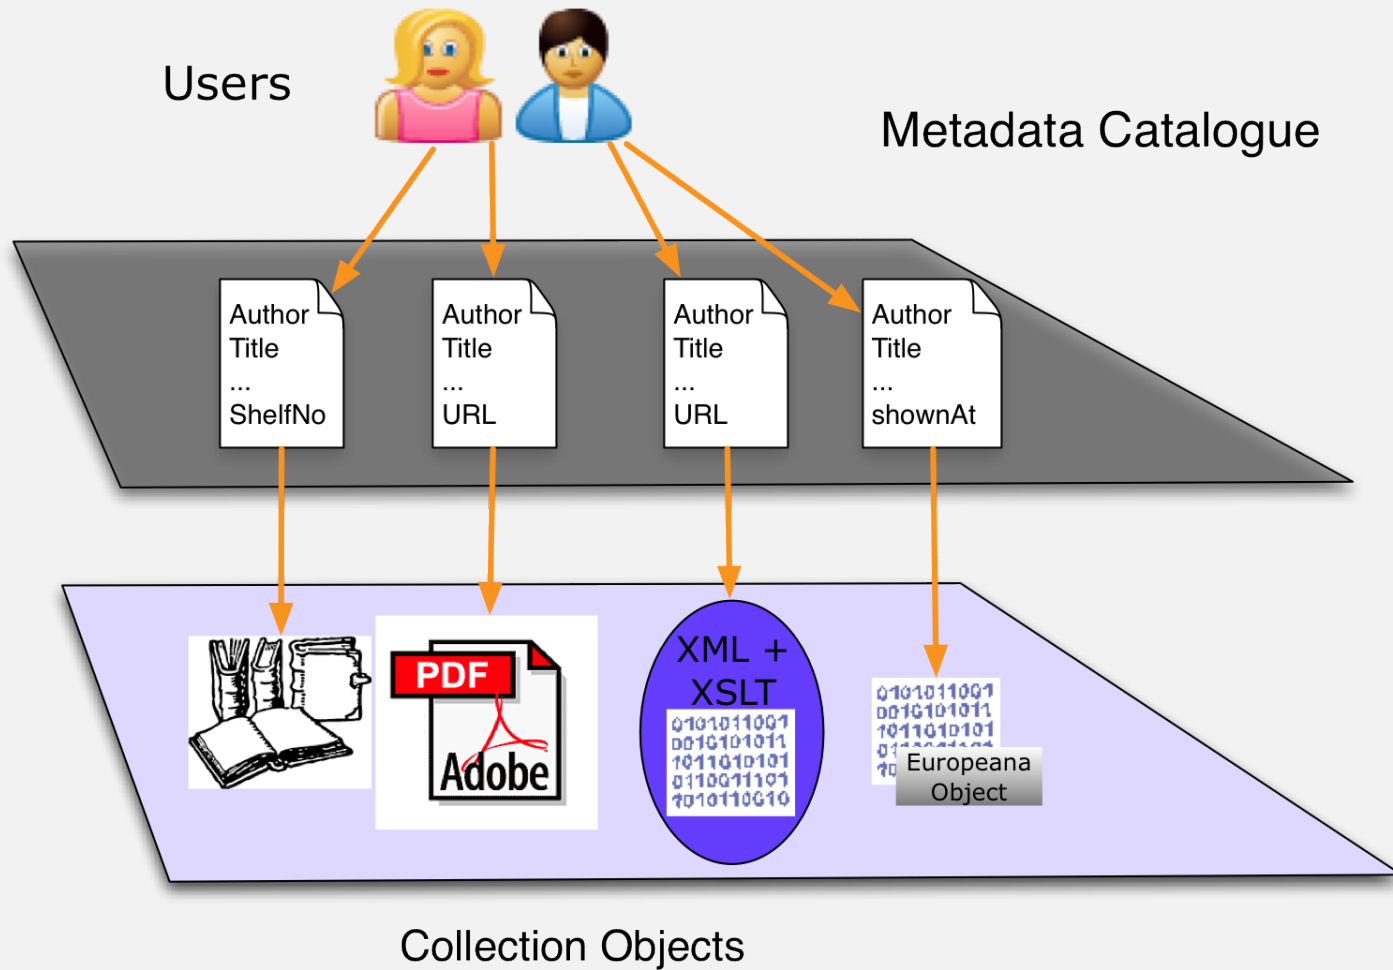 Users
Metadata Catalogue
Author
Title
...
ShelfNo
Author
Title
...
URL
Author
Title
...
URL
Author
Title
...
shownAt
PDF
Adobe
XML +
XSLT
0101011001
0010101011
1011010101
0110011101
1010110010
0101011001
0010101011
1011010101
Europeana
Object
Collection Objects